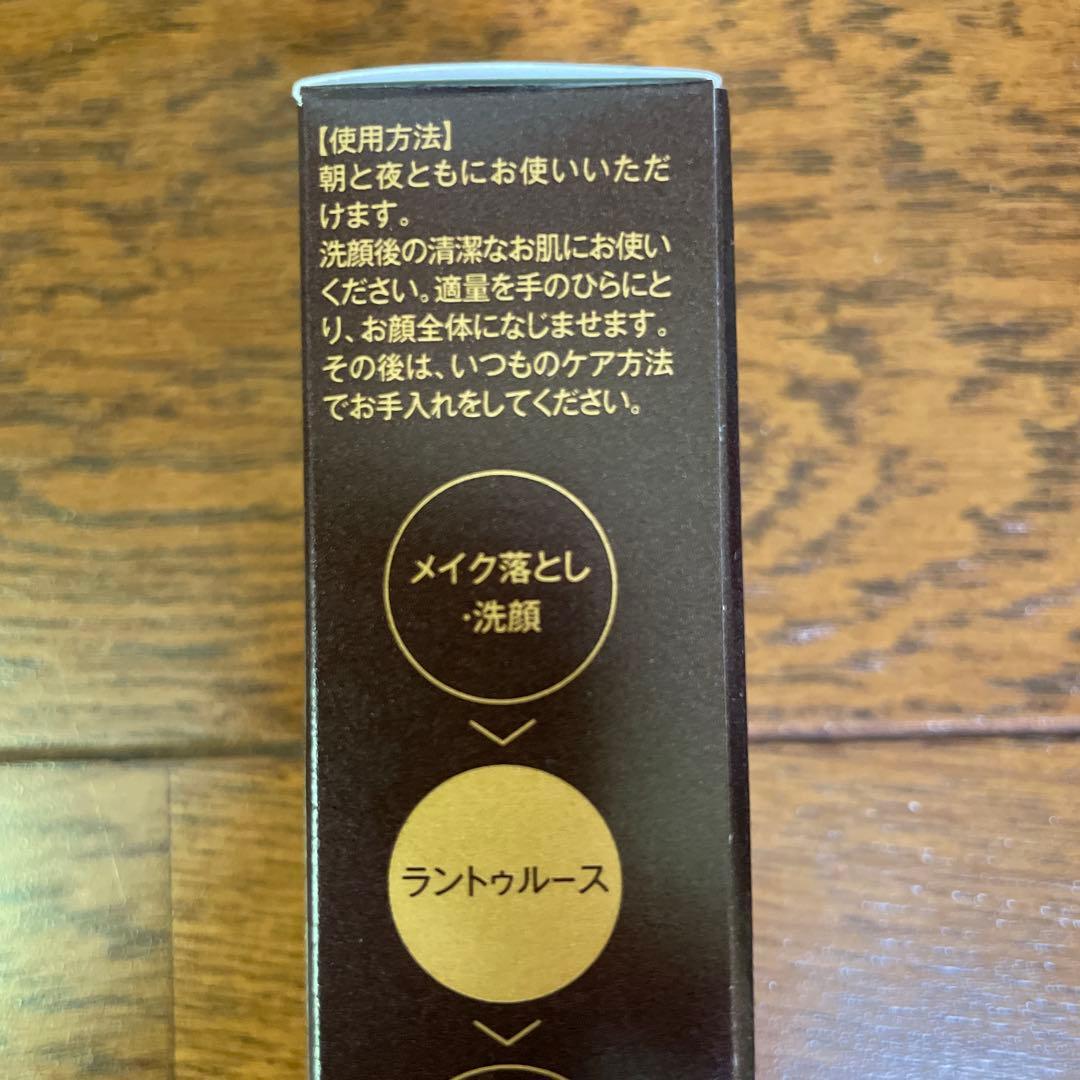 【使用方法】
朝と夜ともにお使いいただ
けます。
洗顔後の清潔なお肌にお使い
ください。適量を手のひらにと
り、お顔全体になじませます。
その後は、いつものケア方法
でお手入れをしてください。
メイク落とし
・洗顔
ラントゥルース